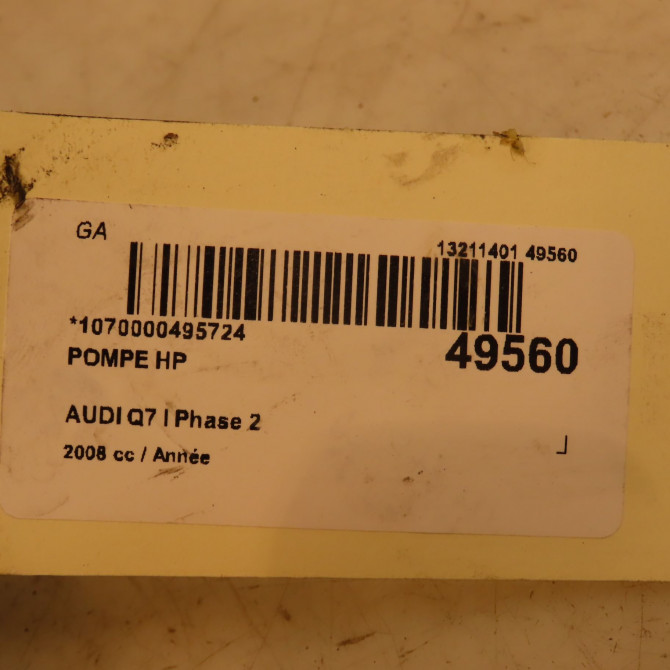 GA
13211401 49560
*1070000495724
49560
POMPE HP
AUDI Q7 I Phase 2
2008 cc / Année